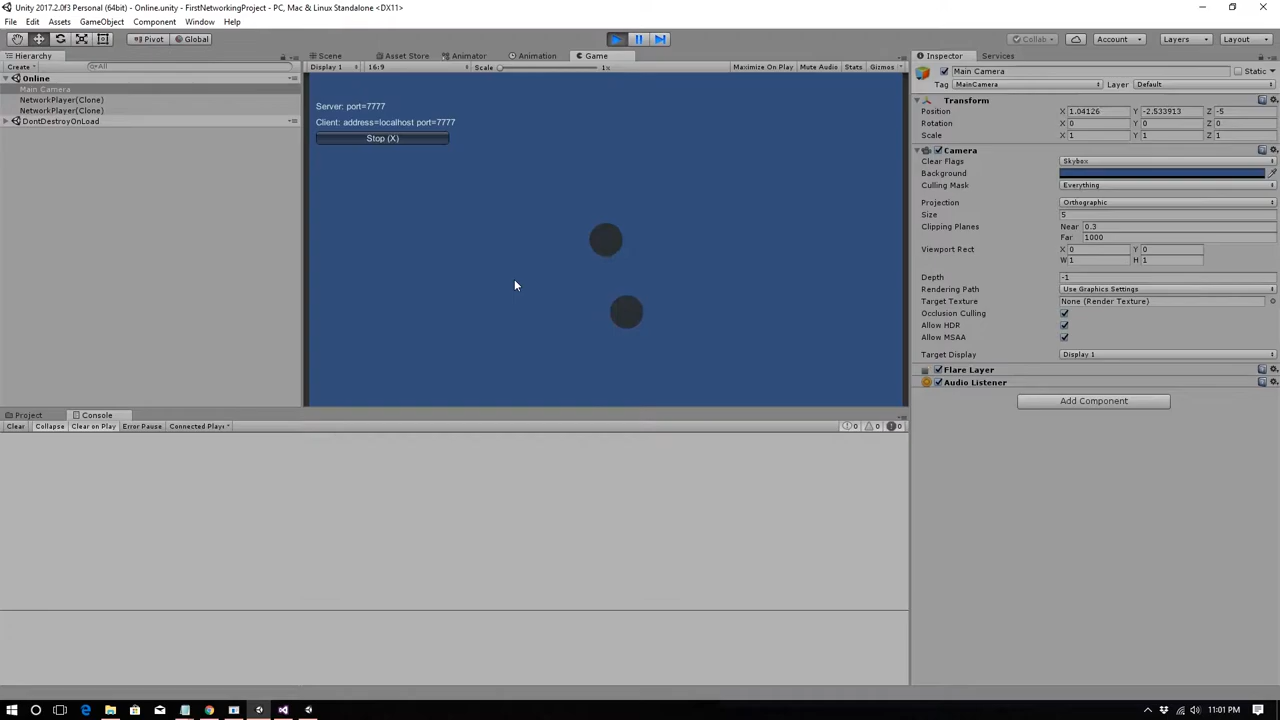 Unity 2017.2.0f3 Personal (64bit) - Online.unity - FirstNetworkingProject - PC, Mac & Linux Standalone <DX11>
File Edit Assets GameObject Component Window Help
Pivot Global Collab Account Layers Layout
Hierarchy
Create All
Online
Main Camera
NetworkPlayer(Clone)
NetworkPlayer(Clone)
DontDestroyOnLoad
Scene Asset Store Animator Animation Game
Display 1 16:9 Scale 1x Maximize On Play Mute Audio Stats Gizmos
Server: port=7777
Client: address=localhost port=7777
Stop (X)
Inspector Services
Main Camera Static
Tag MainCamera Layer Default
Transform
Position X 1.04126 Y -2.533913 Z -5
Rotation X 0 Y 0 Z 0
Scale X 1 Y 1 Z 1
Camera
Clear Flags Skybox
Background
Culling Mask Everything
Projection Orthographic
Size 5
Clipping Planes Near 0.3
Far 1000
Viewport Rect X 0 Y 0
W 1 H 1
Depth -1
Rendering Path Use Graphics Settings
Target Texture None (Render Texture)
Occlusion Culling
Allow HDR
Allow MSAA
Target Display Display 1
Flare Layer
Audio Listener
Add Component
Project Console
Clear Collapse Clear on Play Error Pause Connected Play 0 0 0
11:01 PM